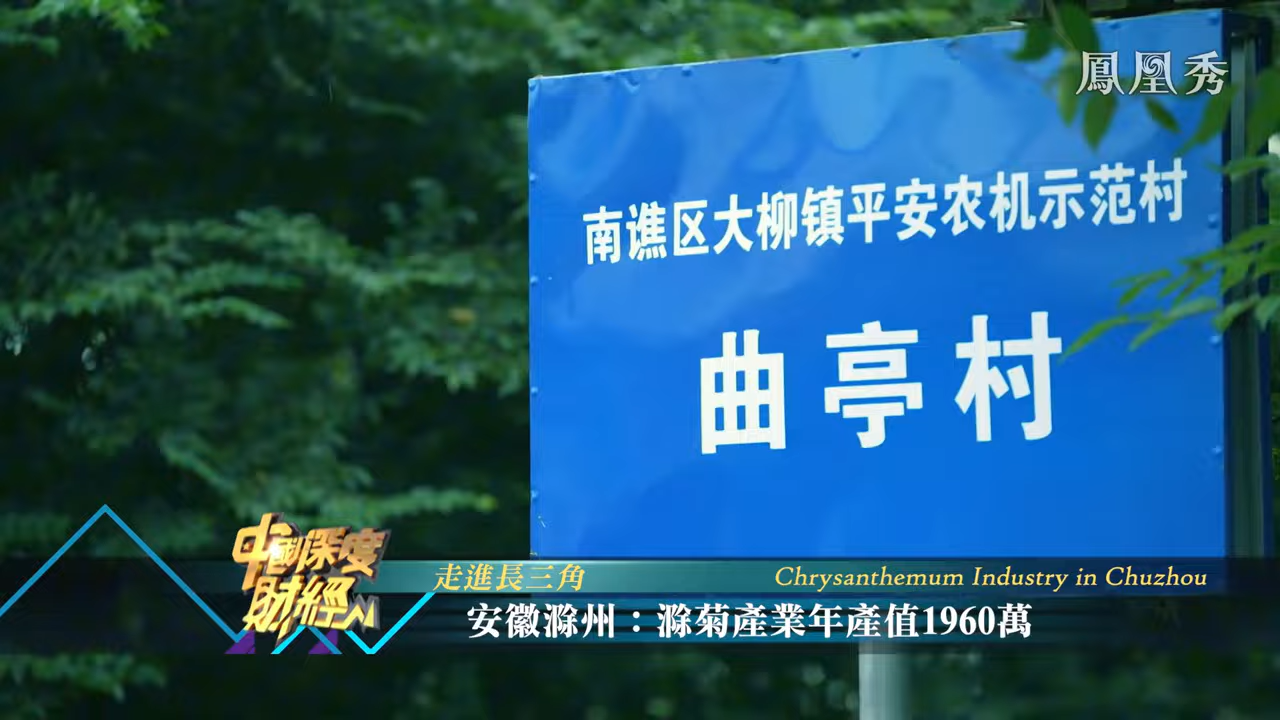 鳳凰秀
南谯区大柳镇平安农机示范村
曲亭村
中國深度
財經
走進長三角
Chrysanthemum Industry in Chuzhou
安徽滁州：滁菊產業年產值1960萬